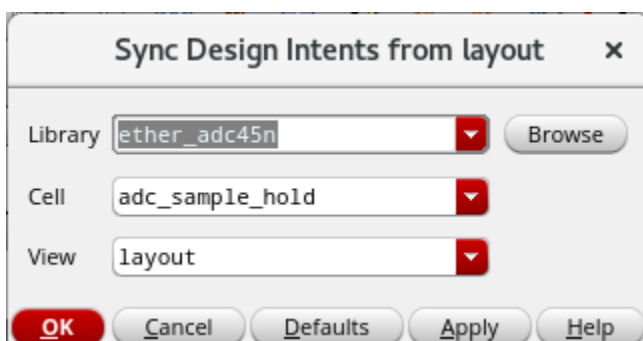 Sync Design Intents from layout ×
Library ether_adc45n Browse
Cell adc_sample_hold
View layout
OK Cancel Defaults Apply Help